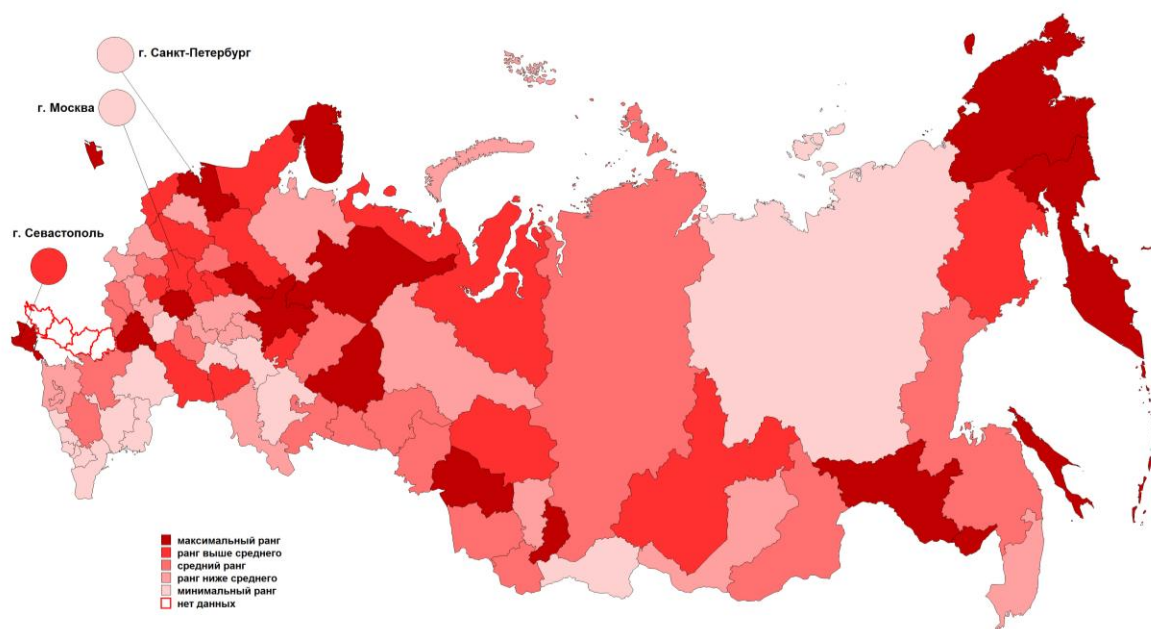 г. Санкт-Петербург
г. Москва
г. Севастополь
максимальный ранг
ранг выше среднего
средний ранг
ранг ниже среднего
минимальный ранг
нет данных